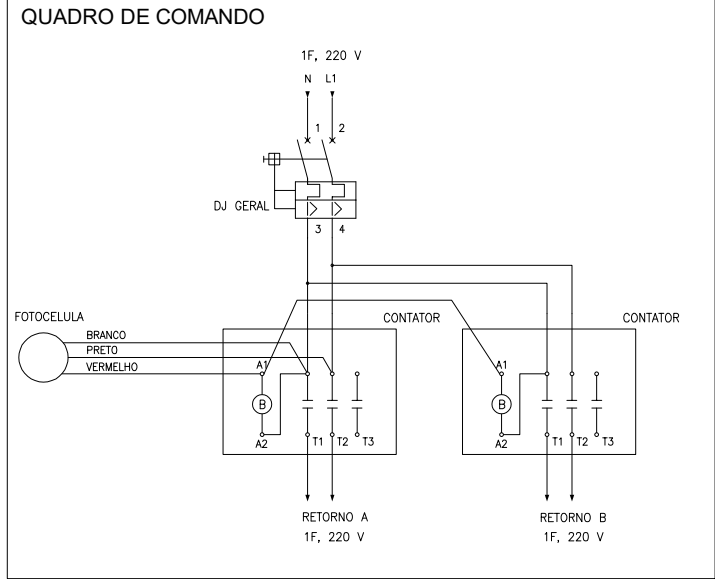 QUADRO DE COMANDO
1F, 220 V
N L1
1 2
DJ GERAL
3 4
FOTOCELULA
BRANCO
PRETO
VERMELHO
CONTATOR
A1
B
A2
T1 T2 T3
RETORNO A
1F, 220 V
CONTATOR
A1
B
A2
T1 T2 T3
RETORNO B
1F, 220 V